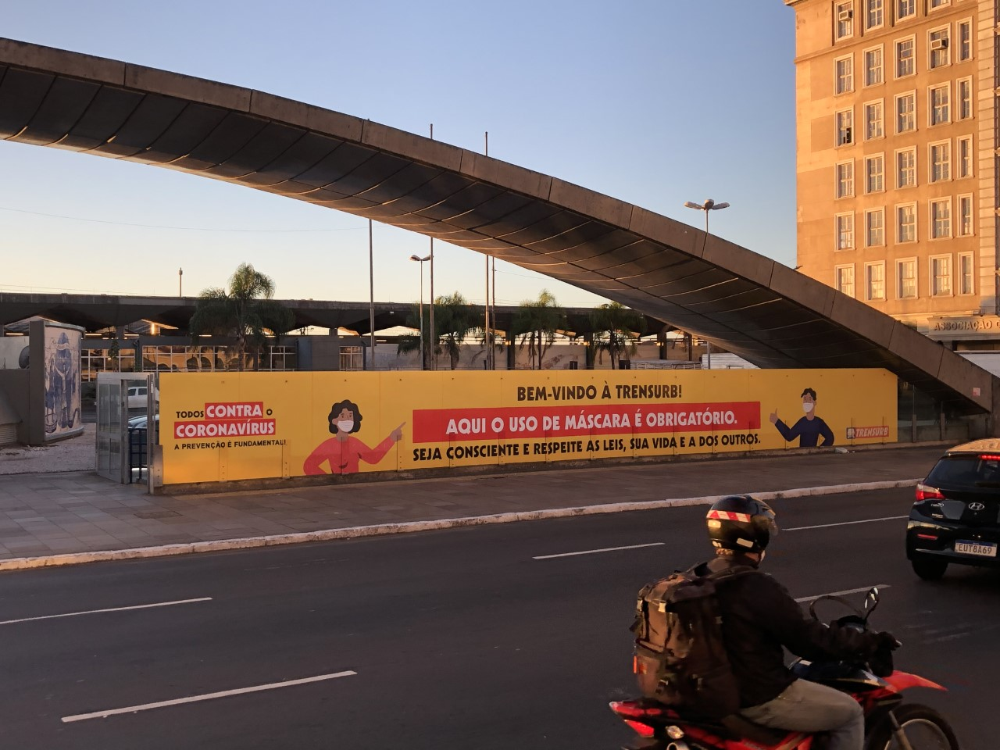 TODOS CONTRA O
CORONAVÍRUS
A PREVENÇÃO É FUNDAMENTAL!
BEM-VINDO À TRENSURB!
AQUI O USO DE MÁSCARA É OBRIGATÓRIO.
SEJA CONSCIENTE E RESPEITE AS LEIS, SUA VIDA E A DOS OUTROS.
TRENSURB
ASSOCIAÇÃO
EUT8A69